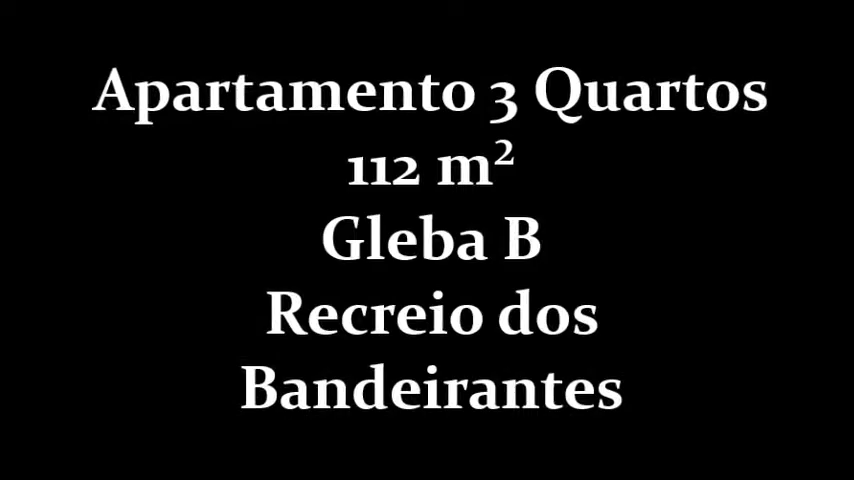 Apartamento 3 Quartos
112 m²
Gleba B
Recreio dos
Bandeirantes